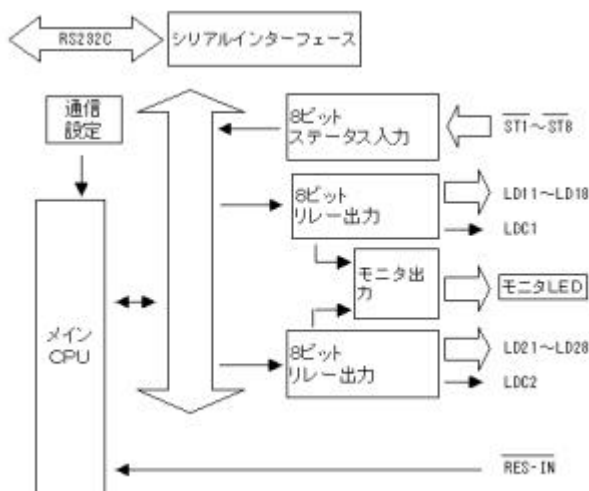 RS232C
シリアルインターフェース
通信
設定
8ビット
ステータス入力
ST1～ST8
8ビット
リレー出力
LD11～LD18
LDC1
モニタ出
力
モニタLED
メイン
CPU
8ビット
リレー出力
LD21～LD28
LDC2
RES-IN